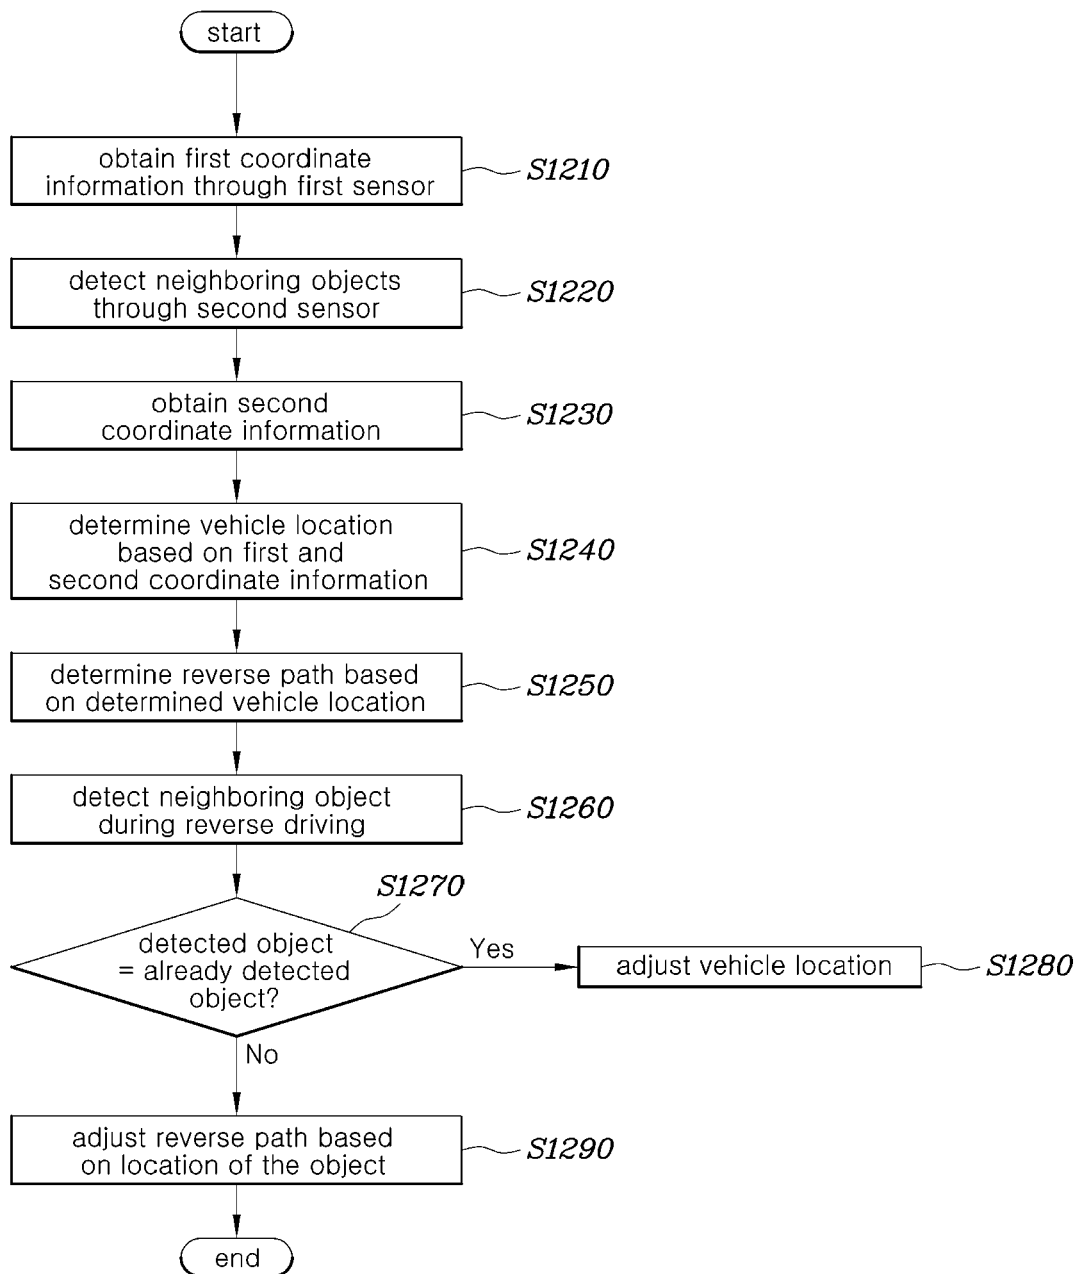 start
obtain first coordinate
information through first sensor
S1210
detect neighboring objects
through second sensor
S1220
obtain second
coordinate information
S1230
determine vehicle location
based on first and
second coordinate information
S1240
determine reverse path based
on determined vehicle location
S1250
detect neighboring object
during reverse driving
S1260
S1270
detected object
= already detected
object?
Yes
adjust vehicle location
S1280
No
adjust reverse path based
on location of the object
S1290
end